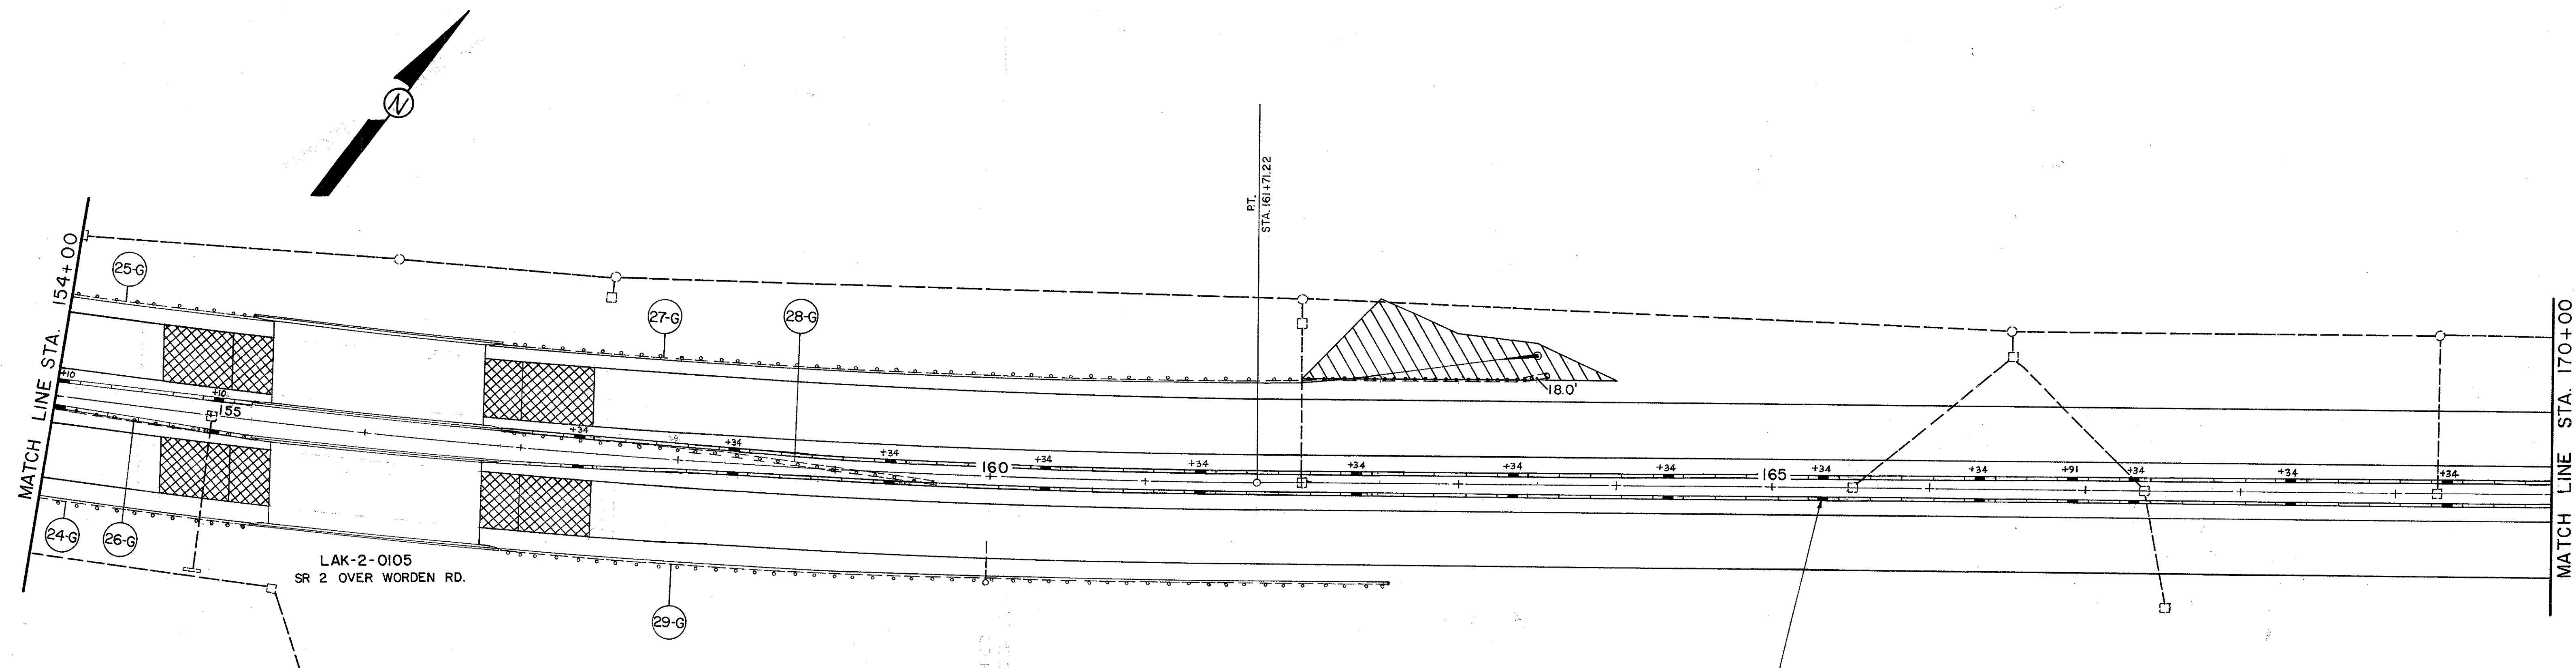 N
MATCH LINE STA. 154+00
25-G
27-G
28-G
P.T.
STA. 161+71.22
18.0'
+10
+10
155
+34
+34
+34
160
+34
+34
+34
+34
+34
165
+34
+34
+91
+34
+34
+34
24-G
26-G
29-G
LAK-2-0105
SR 2 OVER WORDEN RD.
MATCH LINE STA. 170+00